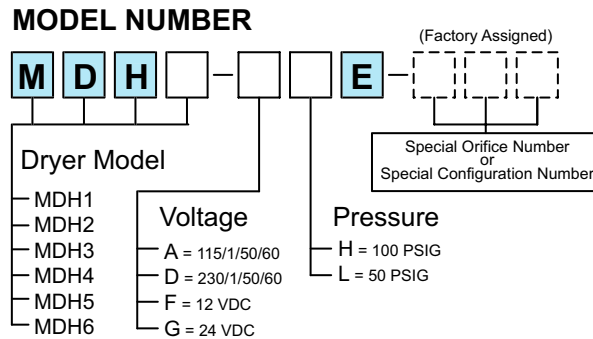 MODEL NUMBER
(Factory Assigned)
M D H - E -
Special Orifice Number
or
Special Configuration Number
Dryer Model
MDH1
MDH2
MDH3
MDH4
MDH5
MDH6
Voltage
A = 115/1/50/60
D = 230/1/50/60
F = 12 VDC
G = 24 VDC
Pressure
H = 100 PSIG
L = 50 PSIG